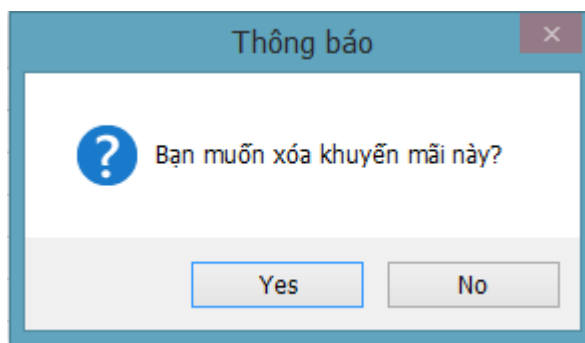 Thông báo
Bạn muốn xóa khuyến mãi này?
Yes
No